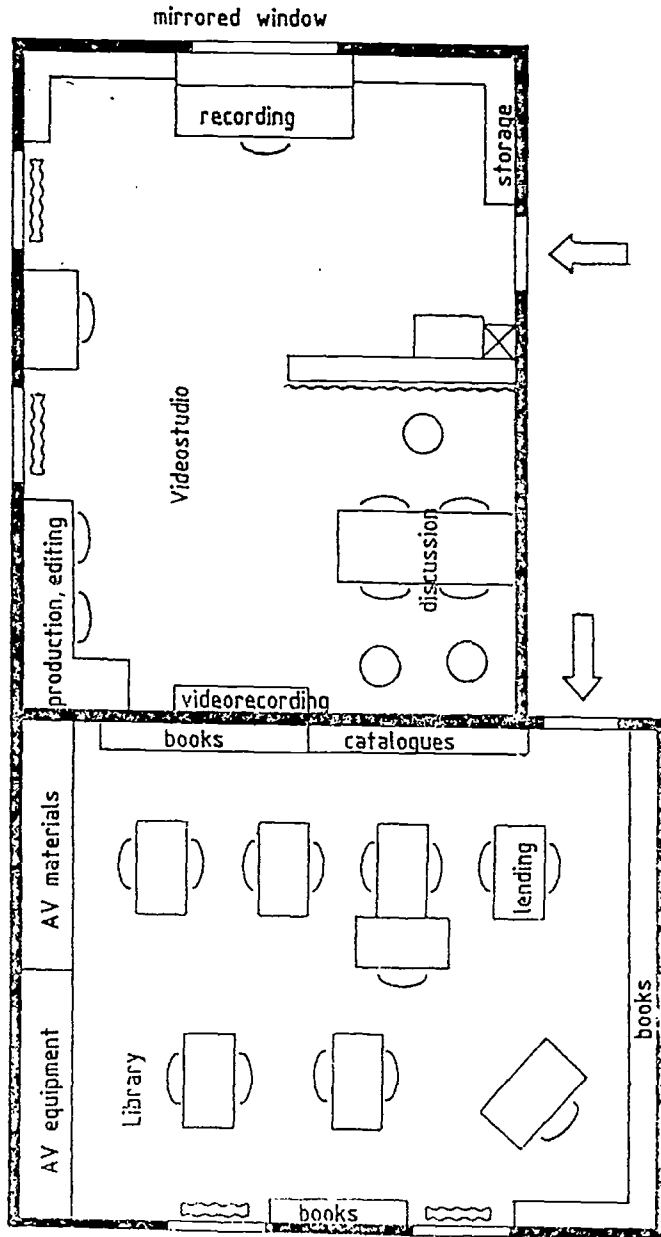 mirrored window
recording
storage
Videostudio
production, editing
discussion
videorecording
books
catalogues
AV materials
lending
AV equipment
Library
books
books